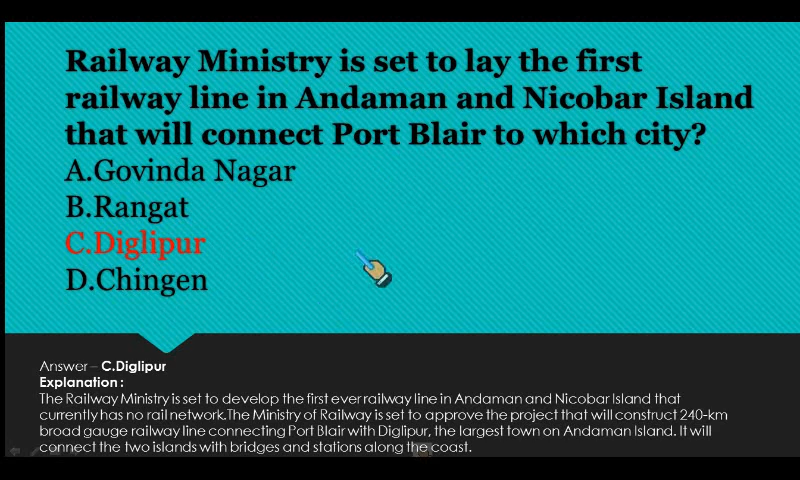 Railway Ministry is set to lay the first
railway line in Andaman and Nicobar Island
that will connect Port Blair to which city?
A.Govinda Nagar
B.Rangat
C.Diglipur
D.Chingen
Answer – C.Diglipur
Explanation :
The Railway Ministry is set to develop the first ever railway line in Andaman and Nicobar Island that
currently has no rail network.The Ministry of Railway is set to approve the project that will construct 240-km
broad gauge railway line connecting Port Blair with Diglipur, the largest town on Andaman Island. It will
connect the two islands with bridges and stations along the coast.